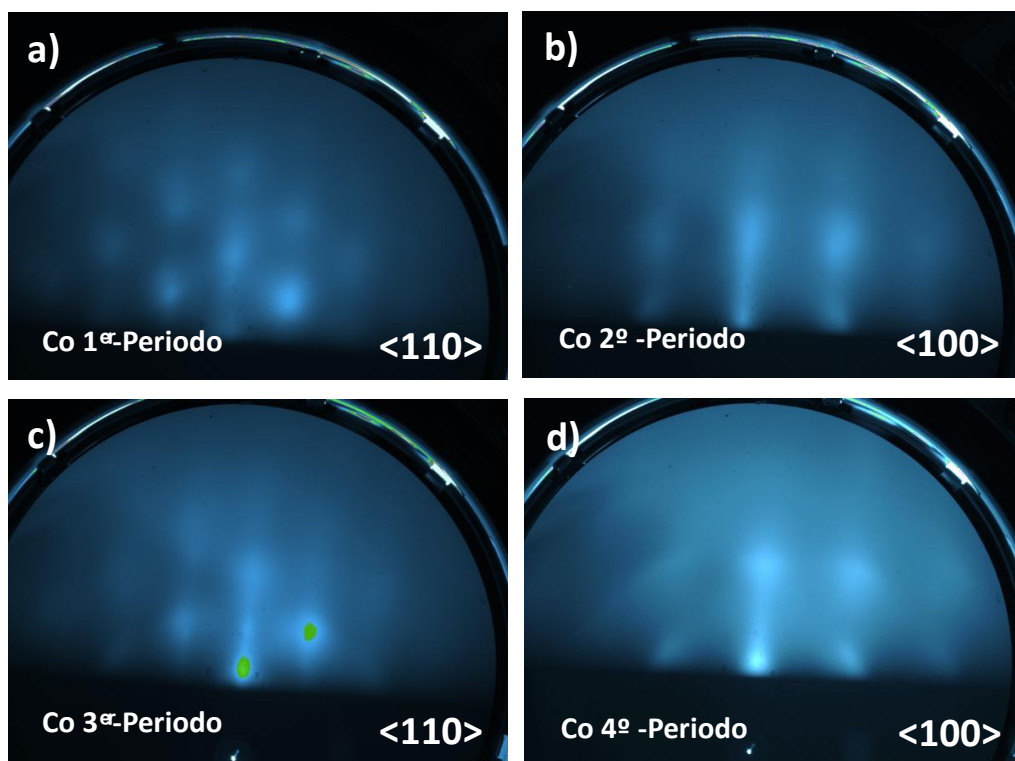 a)
Co 1er-Periodo
<110>
b)
Co 2º -Periodo
<100>
c)
Co 3er-Periodo
<110>
d)
Co 4º -Periodo
<100>